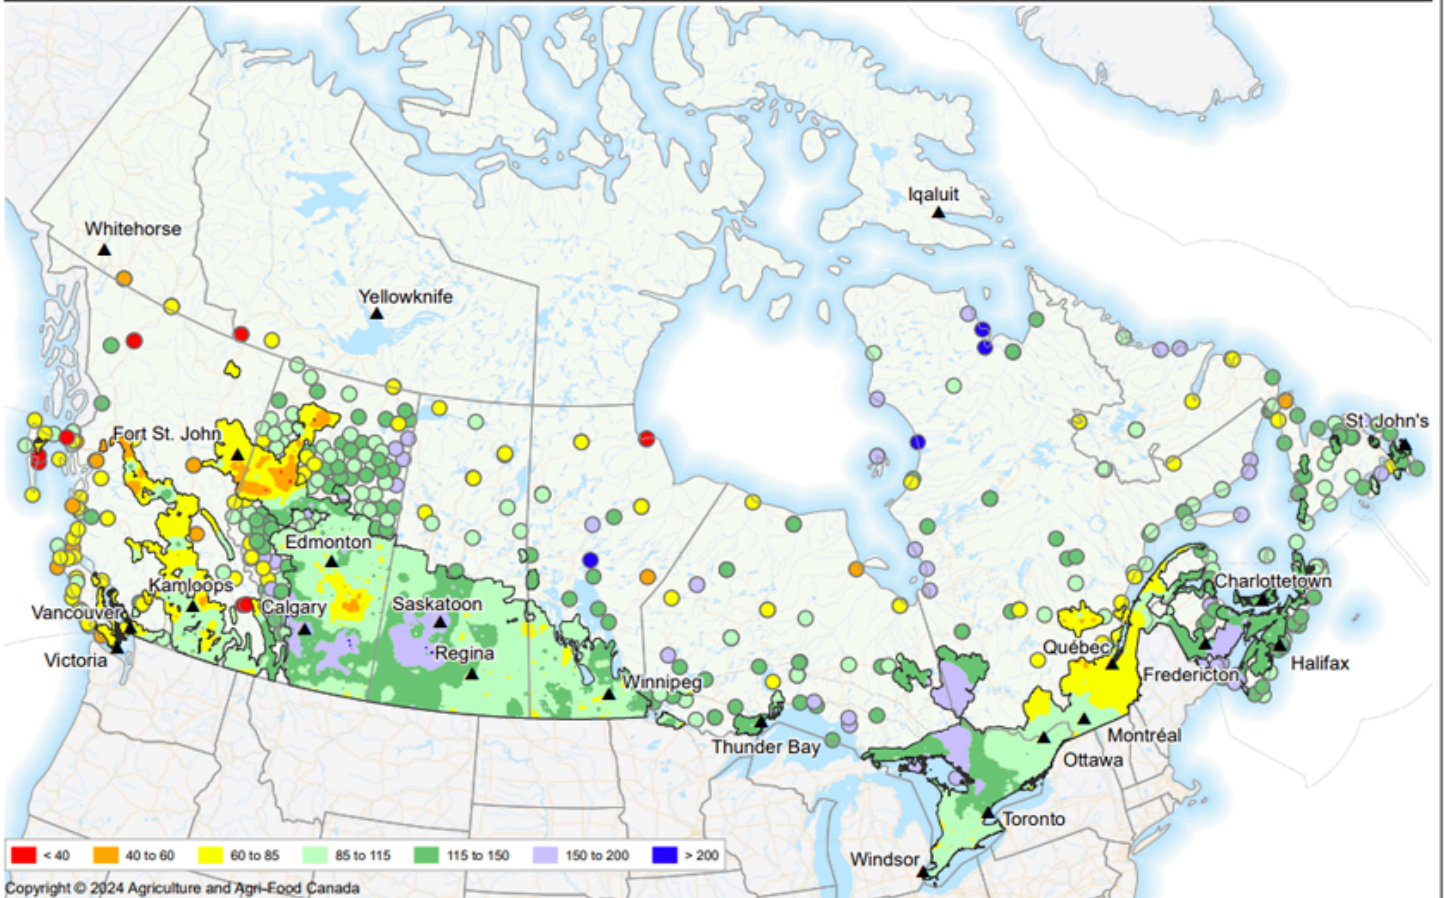 Iqaluit
Whitehorse
Yellowknife
St. John's
Fort St. John
Edmonton
Charlottetown
Kamloops
Calgary
Saskatoon
Vancouver
Québec
Regina
Victoria
Halifax
Fredericton
Winnipeg
Montréal
Thunder Bay
Ottawa
Toronto
Windsor
< 40 40 to 60 60 to 85 85 to 115 115 to 150 150 to 200 > 200
Copyright © 2024 Agriculture and Agri-Food Canada